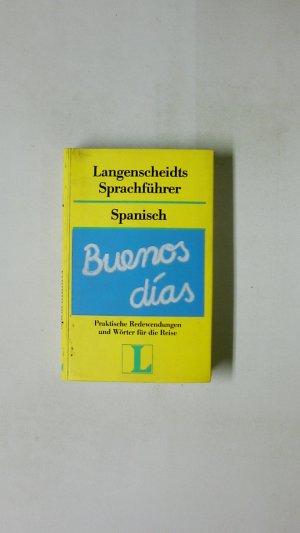 Langenscheidts
Sprachführer
Spanisch
Buenos
días
Praktische Redewendungen
und Wörter für die Reise
L